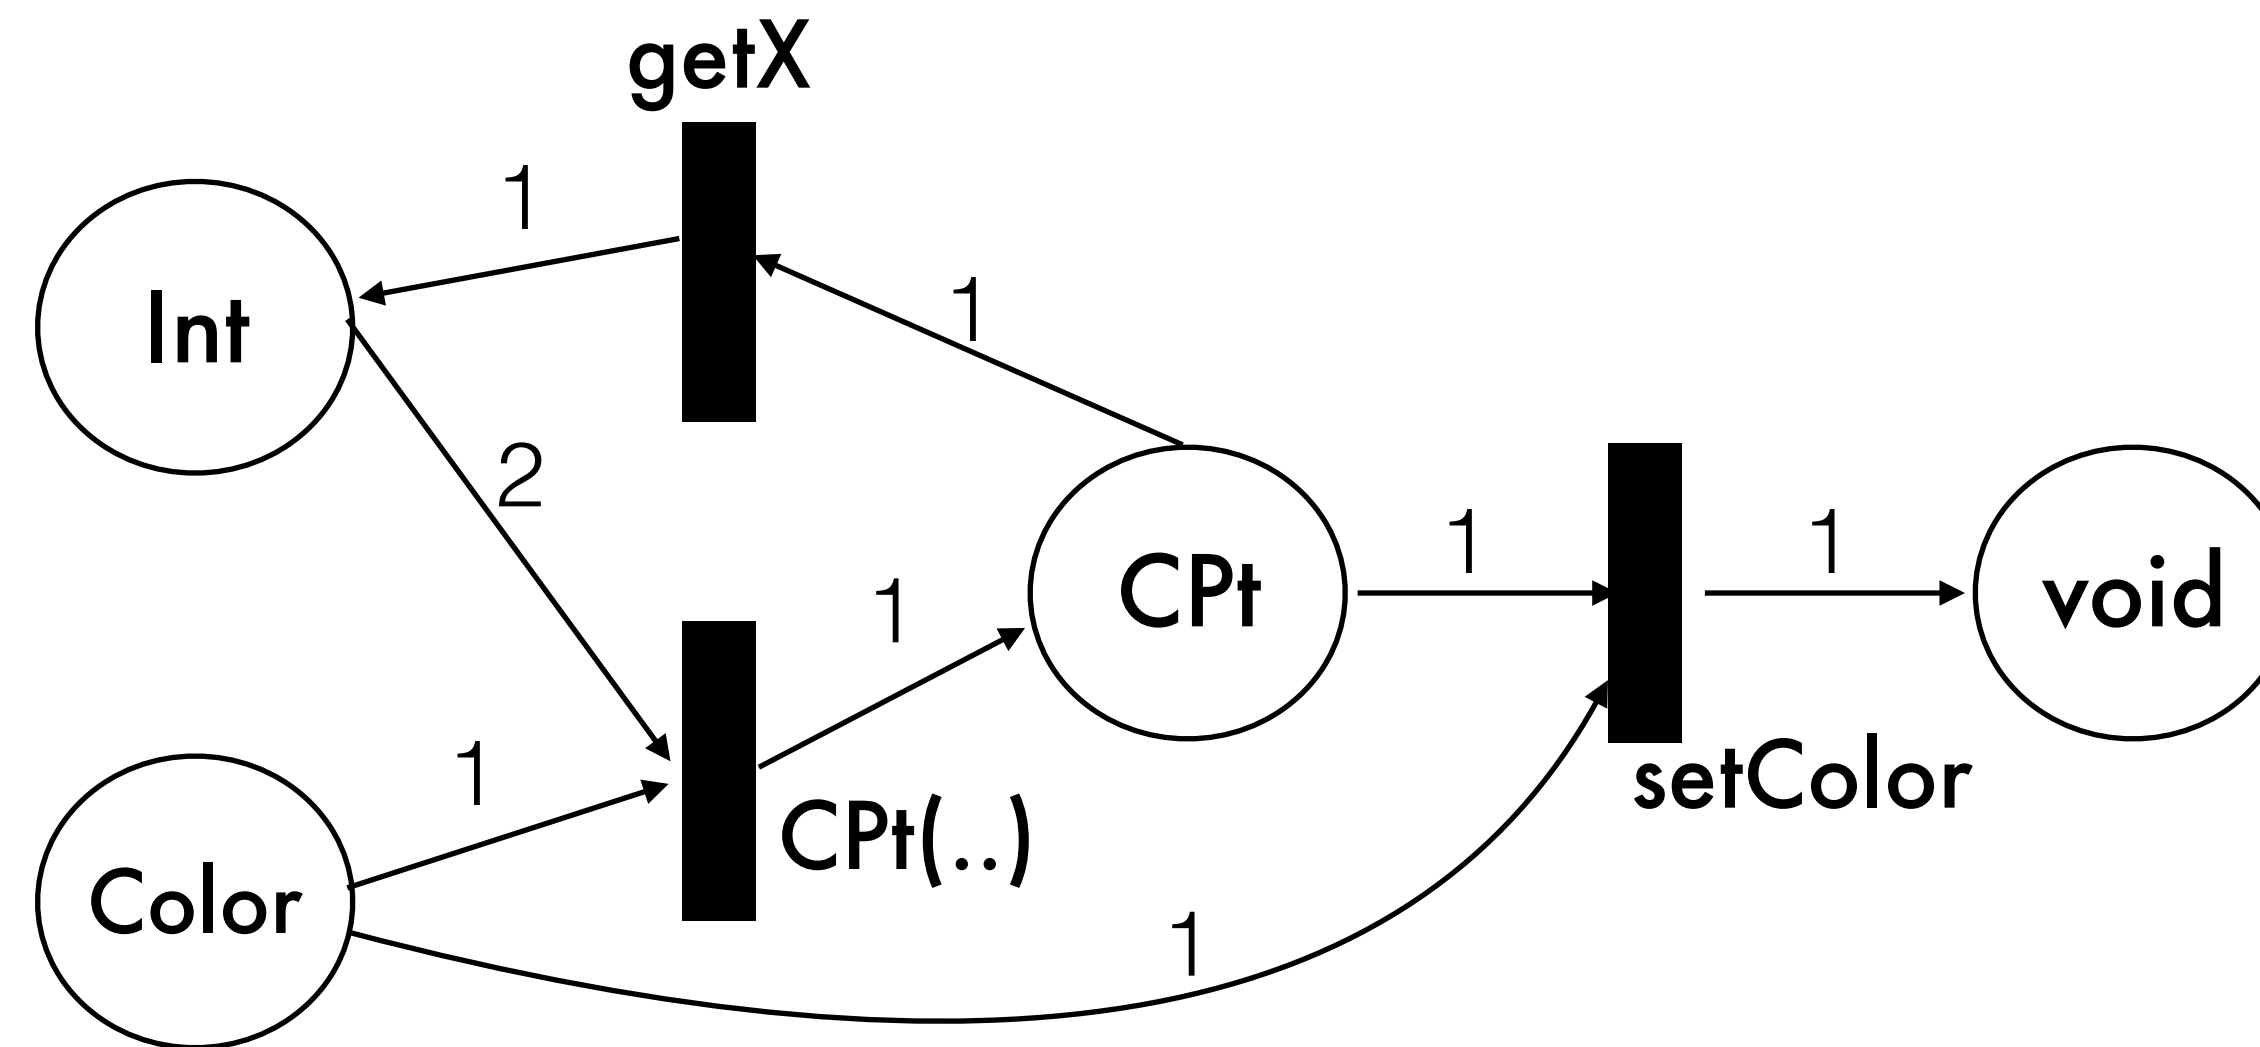 getX
1
Int
1
2
CPt
1
1
void
1
1
setColor
CPt(..)
Color
1